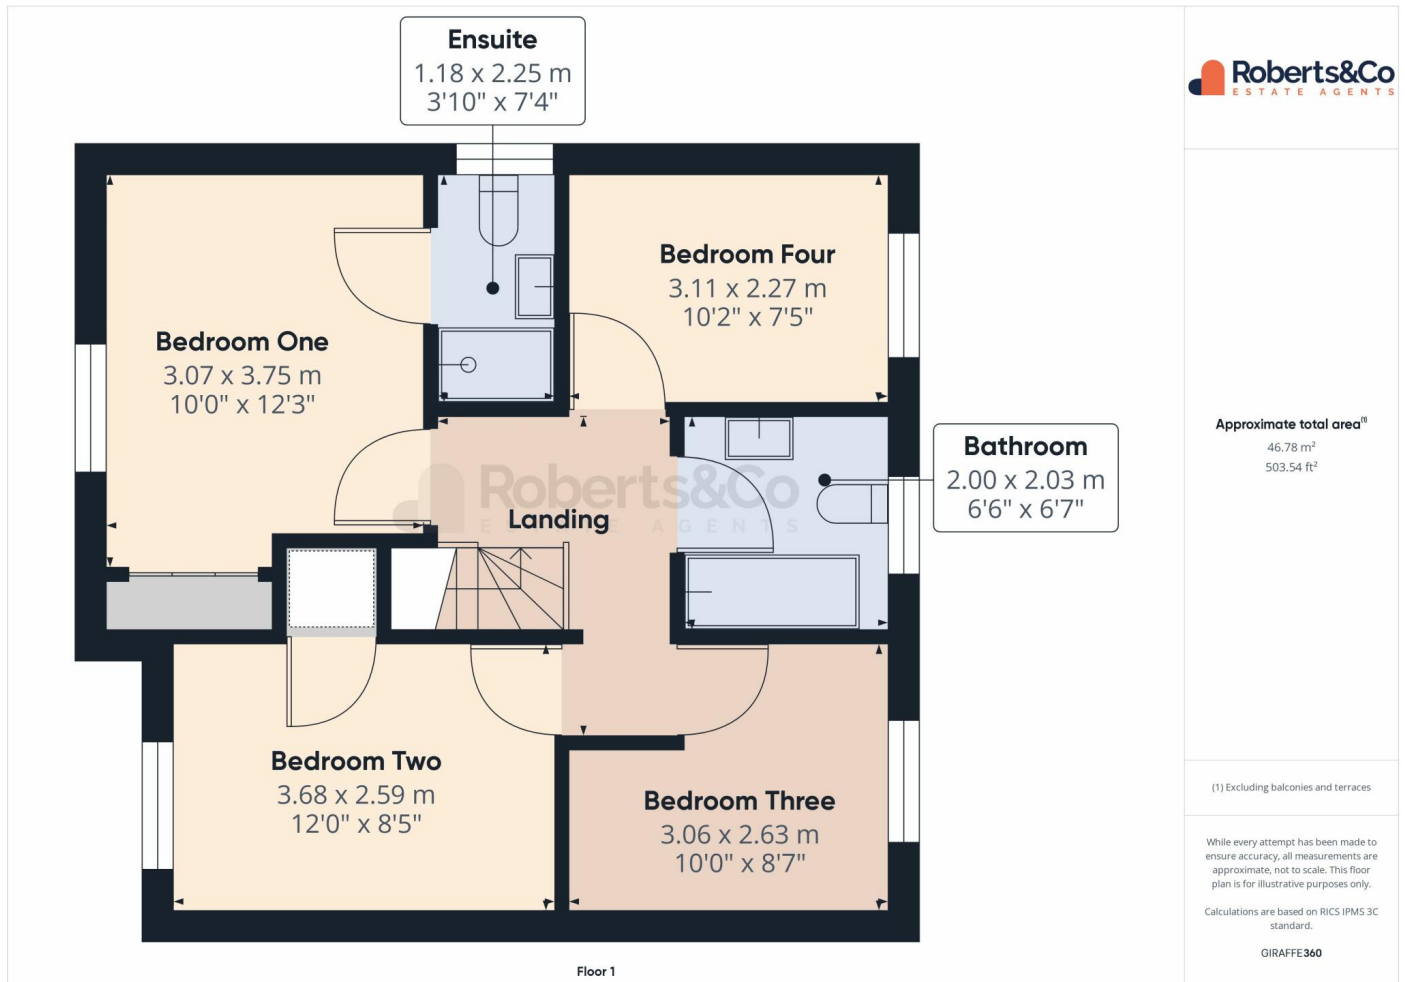 Ensuite
1.18 x 2.25 m
3'10" x 7'4"
Roberts&Co
ESTATE AGENTS
Bedroom Four
3.11 x 2.27 m
10'2" x 7'5"
Bedroom One
3.07 x 3.75 m
10'0" x 12'3"
Bathroom
2.00 x 2.03 m
6'6" x 6'7"
Roberts&Co
ESTATE AGENTS
Landing
Bedroom Two
3.68 x 2.59 m
12'0" x 8'5"
Bedroom Three
3.06 x 2.63 m
10'0" x 8'7"
Floor 1
Approximate total area(1)
46.78 m²
503.54 ft²
(1) Excluding balconies and terraces
While every attempt has been made to
ensure accuracy, all measurements are
approximate, not to scale. This floor
plan is for illustrative purposes only.
Calculations are based on RICS IPMS 3C
standard.
GIRAFFE360